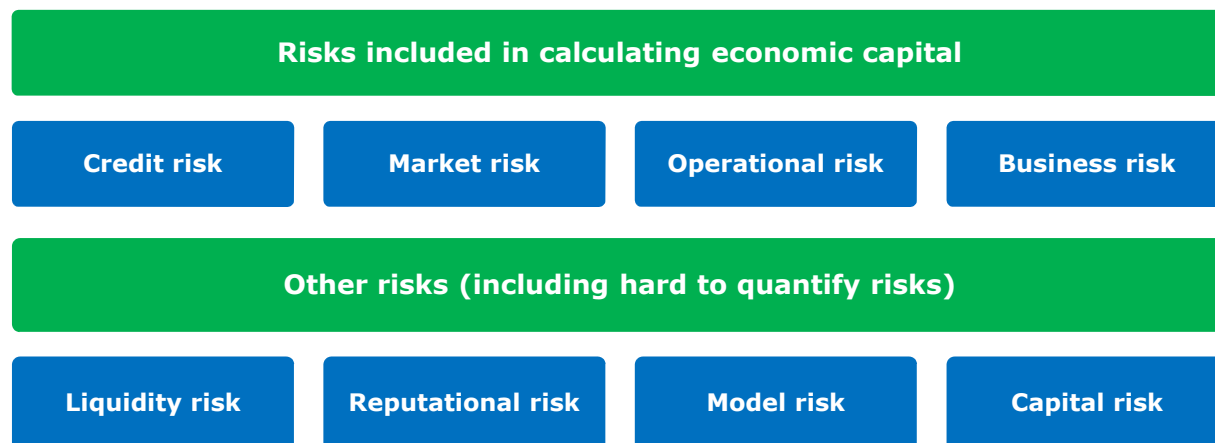 Risks included in calculating economic capital
Credit risk
Market risk
Operational risk
Business risk
Other risks (including hard to quantify risks)
Liquidity risk
Reputational risk
Model risk
Capital risk